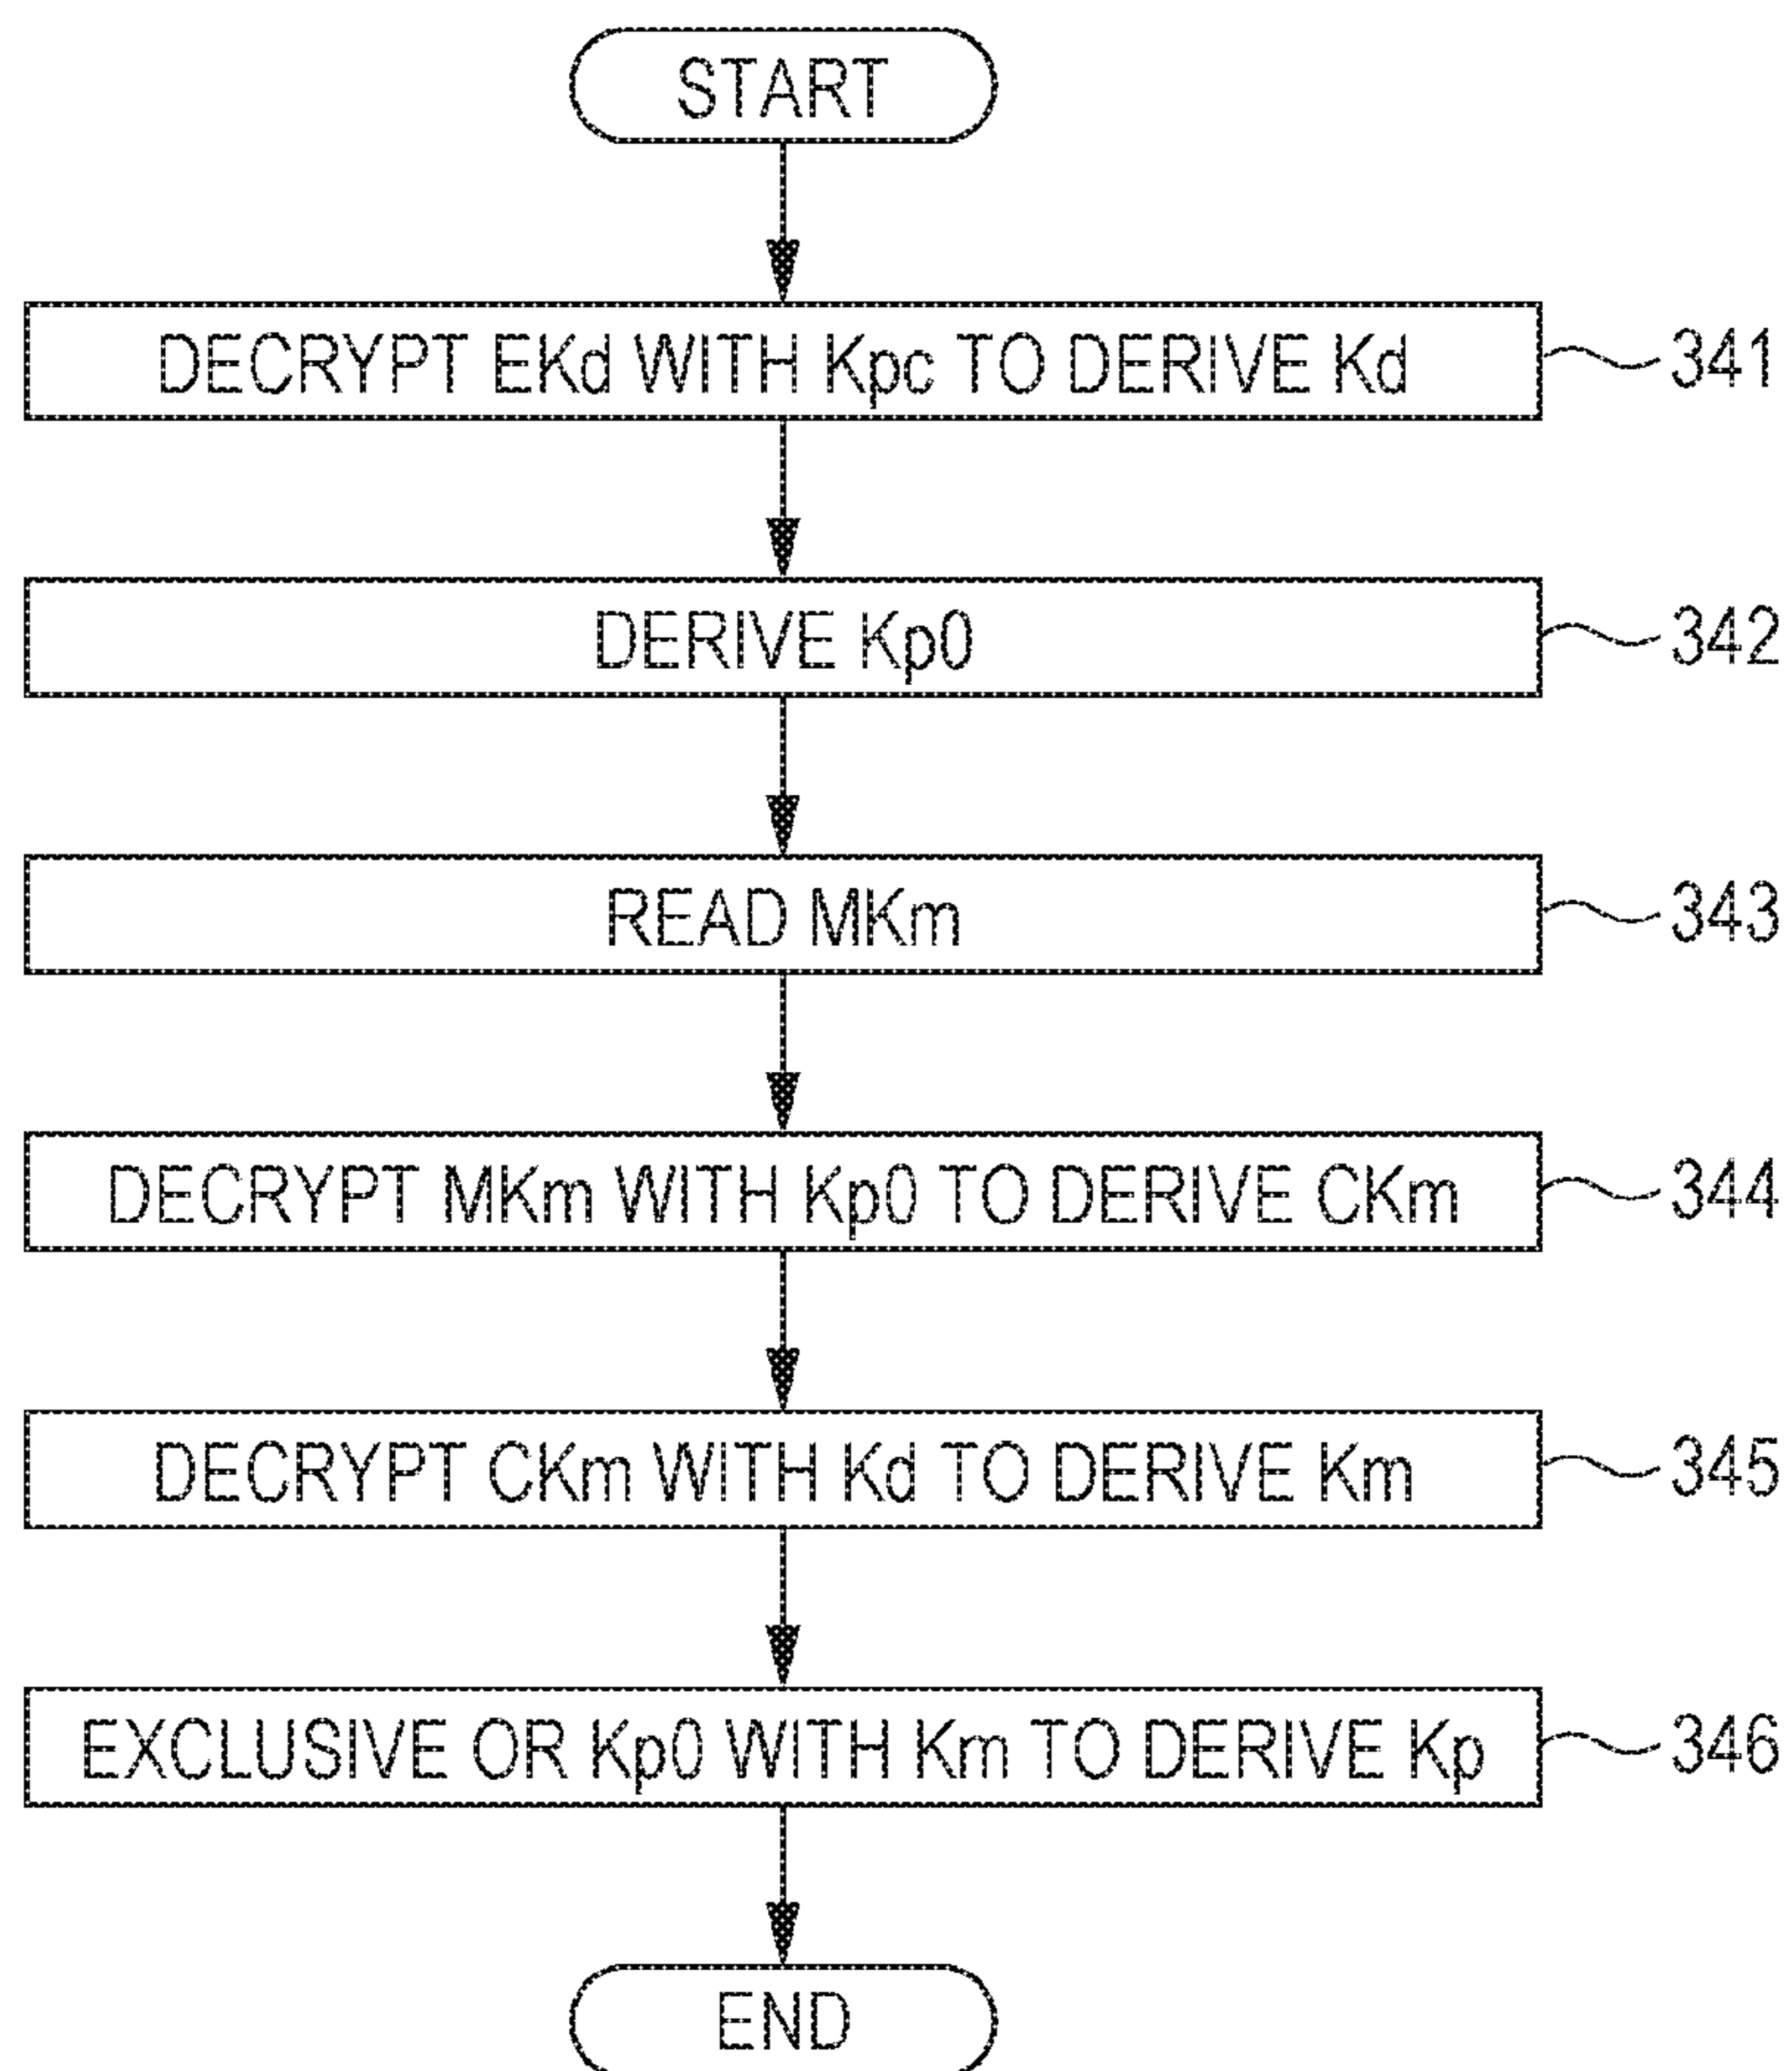 START
DECRYPT EKd WITH Kpc TO DERIVE Kd
341
DERIVE Kp0
342
READ MKm
343
DECRYPT MKm WITH Kp0 TO DERIVE CKm
344
DECRYPT CKm WITH Kd TO DERIVE Km
345
EXCLUSIVE OR Kp0 WITH Km TO DERIVE Kp
346
END